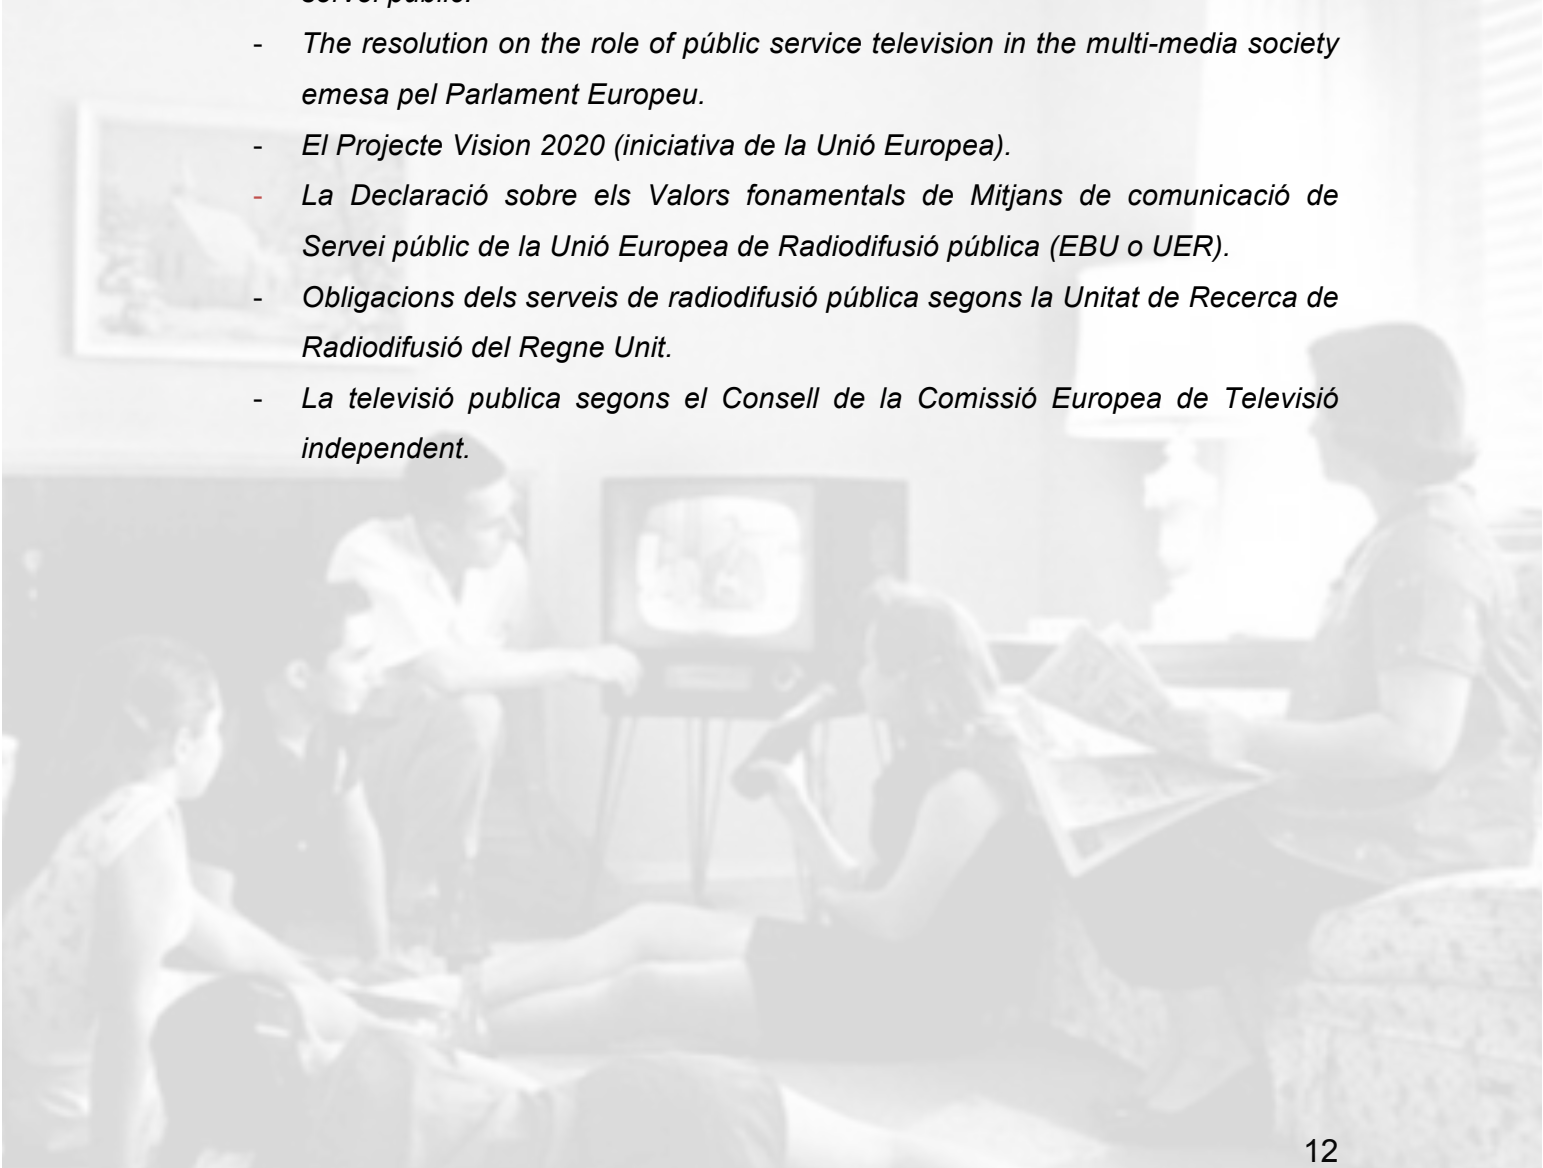 servei públic.
- The resolution on the role of públic service television in the multi-media society
emesa pel Parlament Europeu.
- El Projecte Vision 2020 (iniciativa de la Unió Europea).
- La Declaració sobre els Valors fonamentals de Mitjans de comunicació de
Servei públic de la Unió Europea de Radiodifusió pública (EBU o UER).
- Obligacions dels serveis de radiodifusió pública segons la Unitat de Recerca de
Radiodifusió del Regne Unit.
- La televisió publica segons el Consell de la Comissió Europea de Televisió
independent.
12